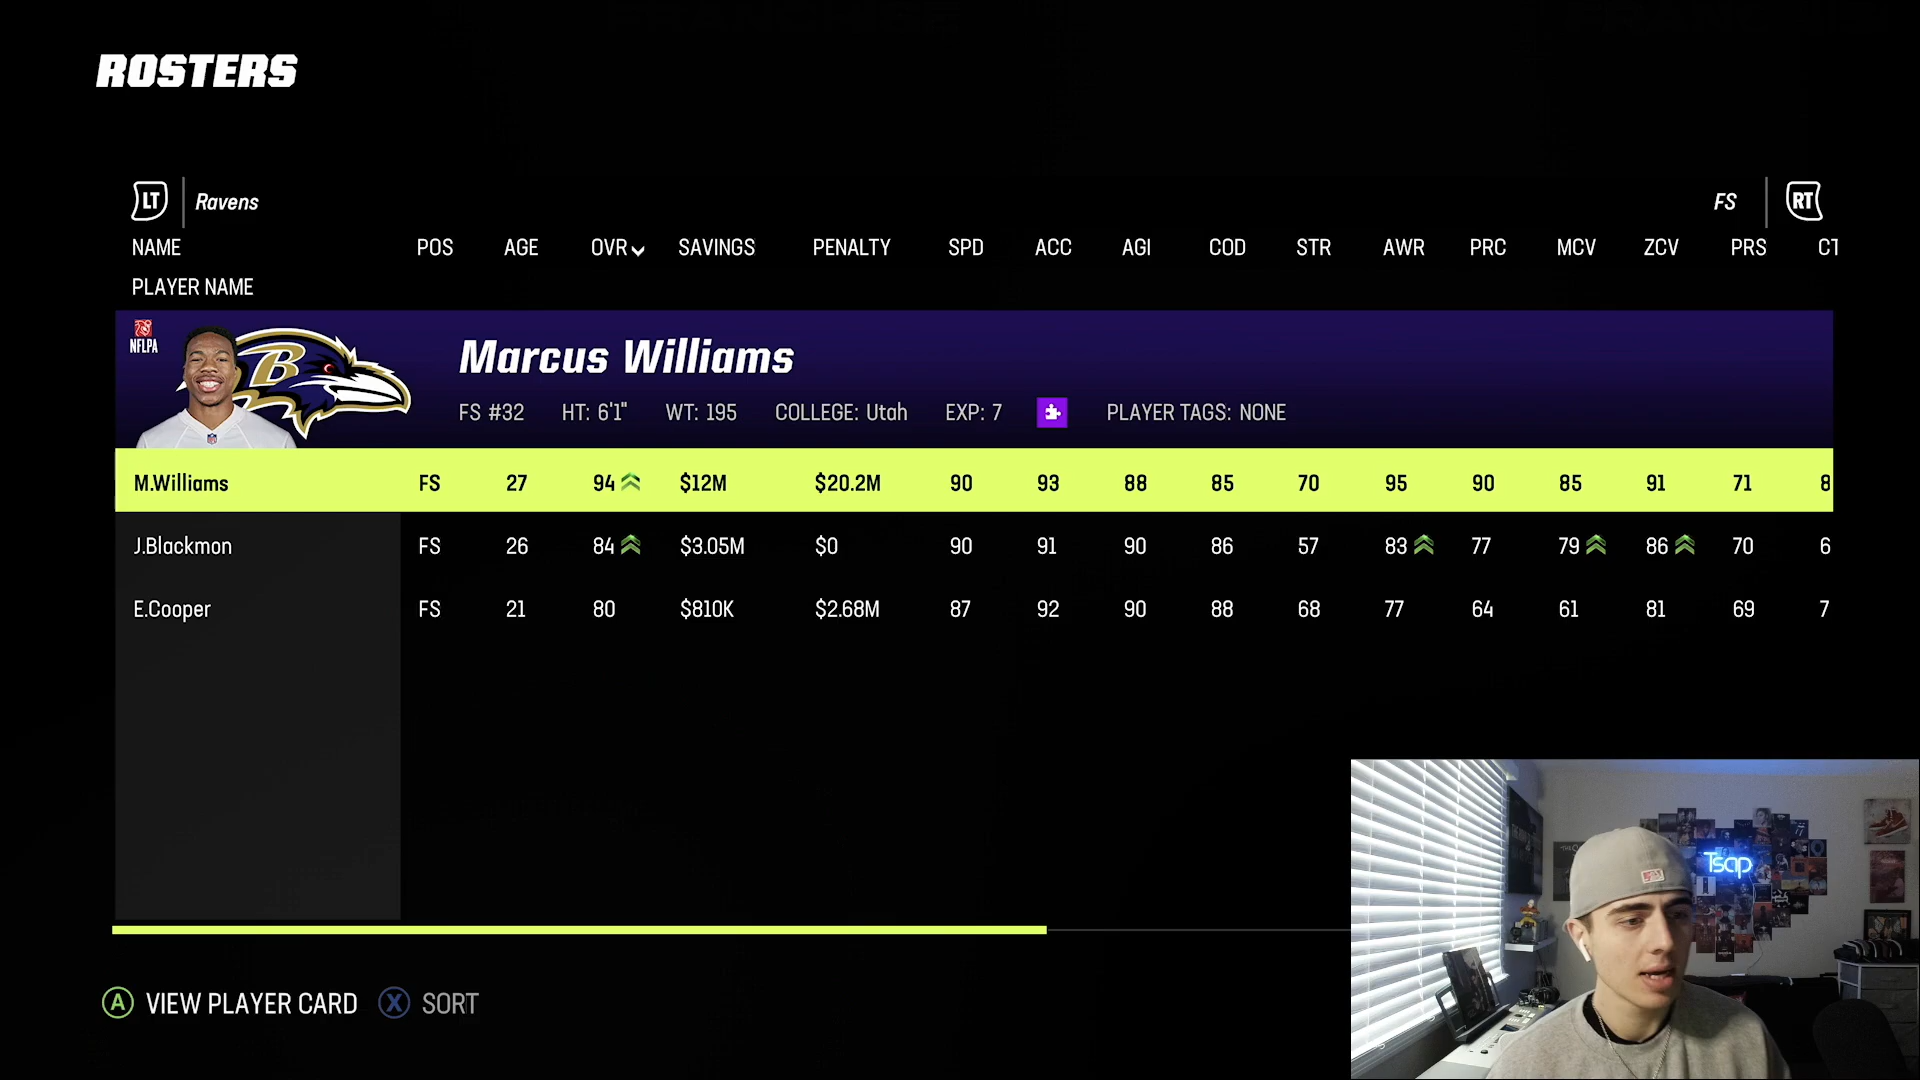 ROSTERS
LT Ravens FS RT
NAME POS AGE OVR SAVINGS PENALTY SPD ACC AGI COD STR AWR PRC MCV ZCV PRS CT
PLAYER NAME
NFLPA
B
Marcus Williams
FS #32 HT: 6'1" WT: 195 COLLEGE: Utah EXP: 7 PLAYER TAGS: NONE
M.Williams FS 27 94 $12M $20.2M 90 93 88 85 70 95 90 85 91 71 8
J.Blackmon FS 26 84 $3.05M $0 90 91 90 86 57 83 77 79 86 70 6
E.Cooper FS 21 80 $810K $2.68M 87 92 90 88 68 77 64 61 81 69 7
Tsap
A VIEW PLAYER CARD X SORT